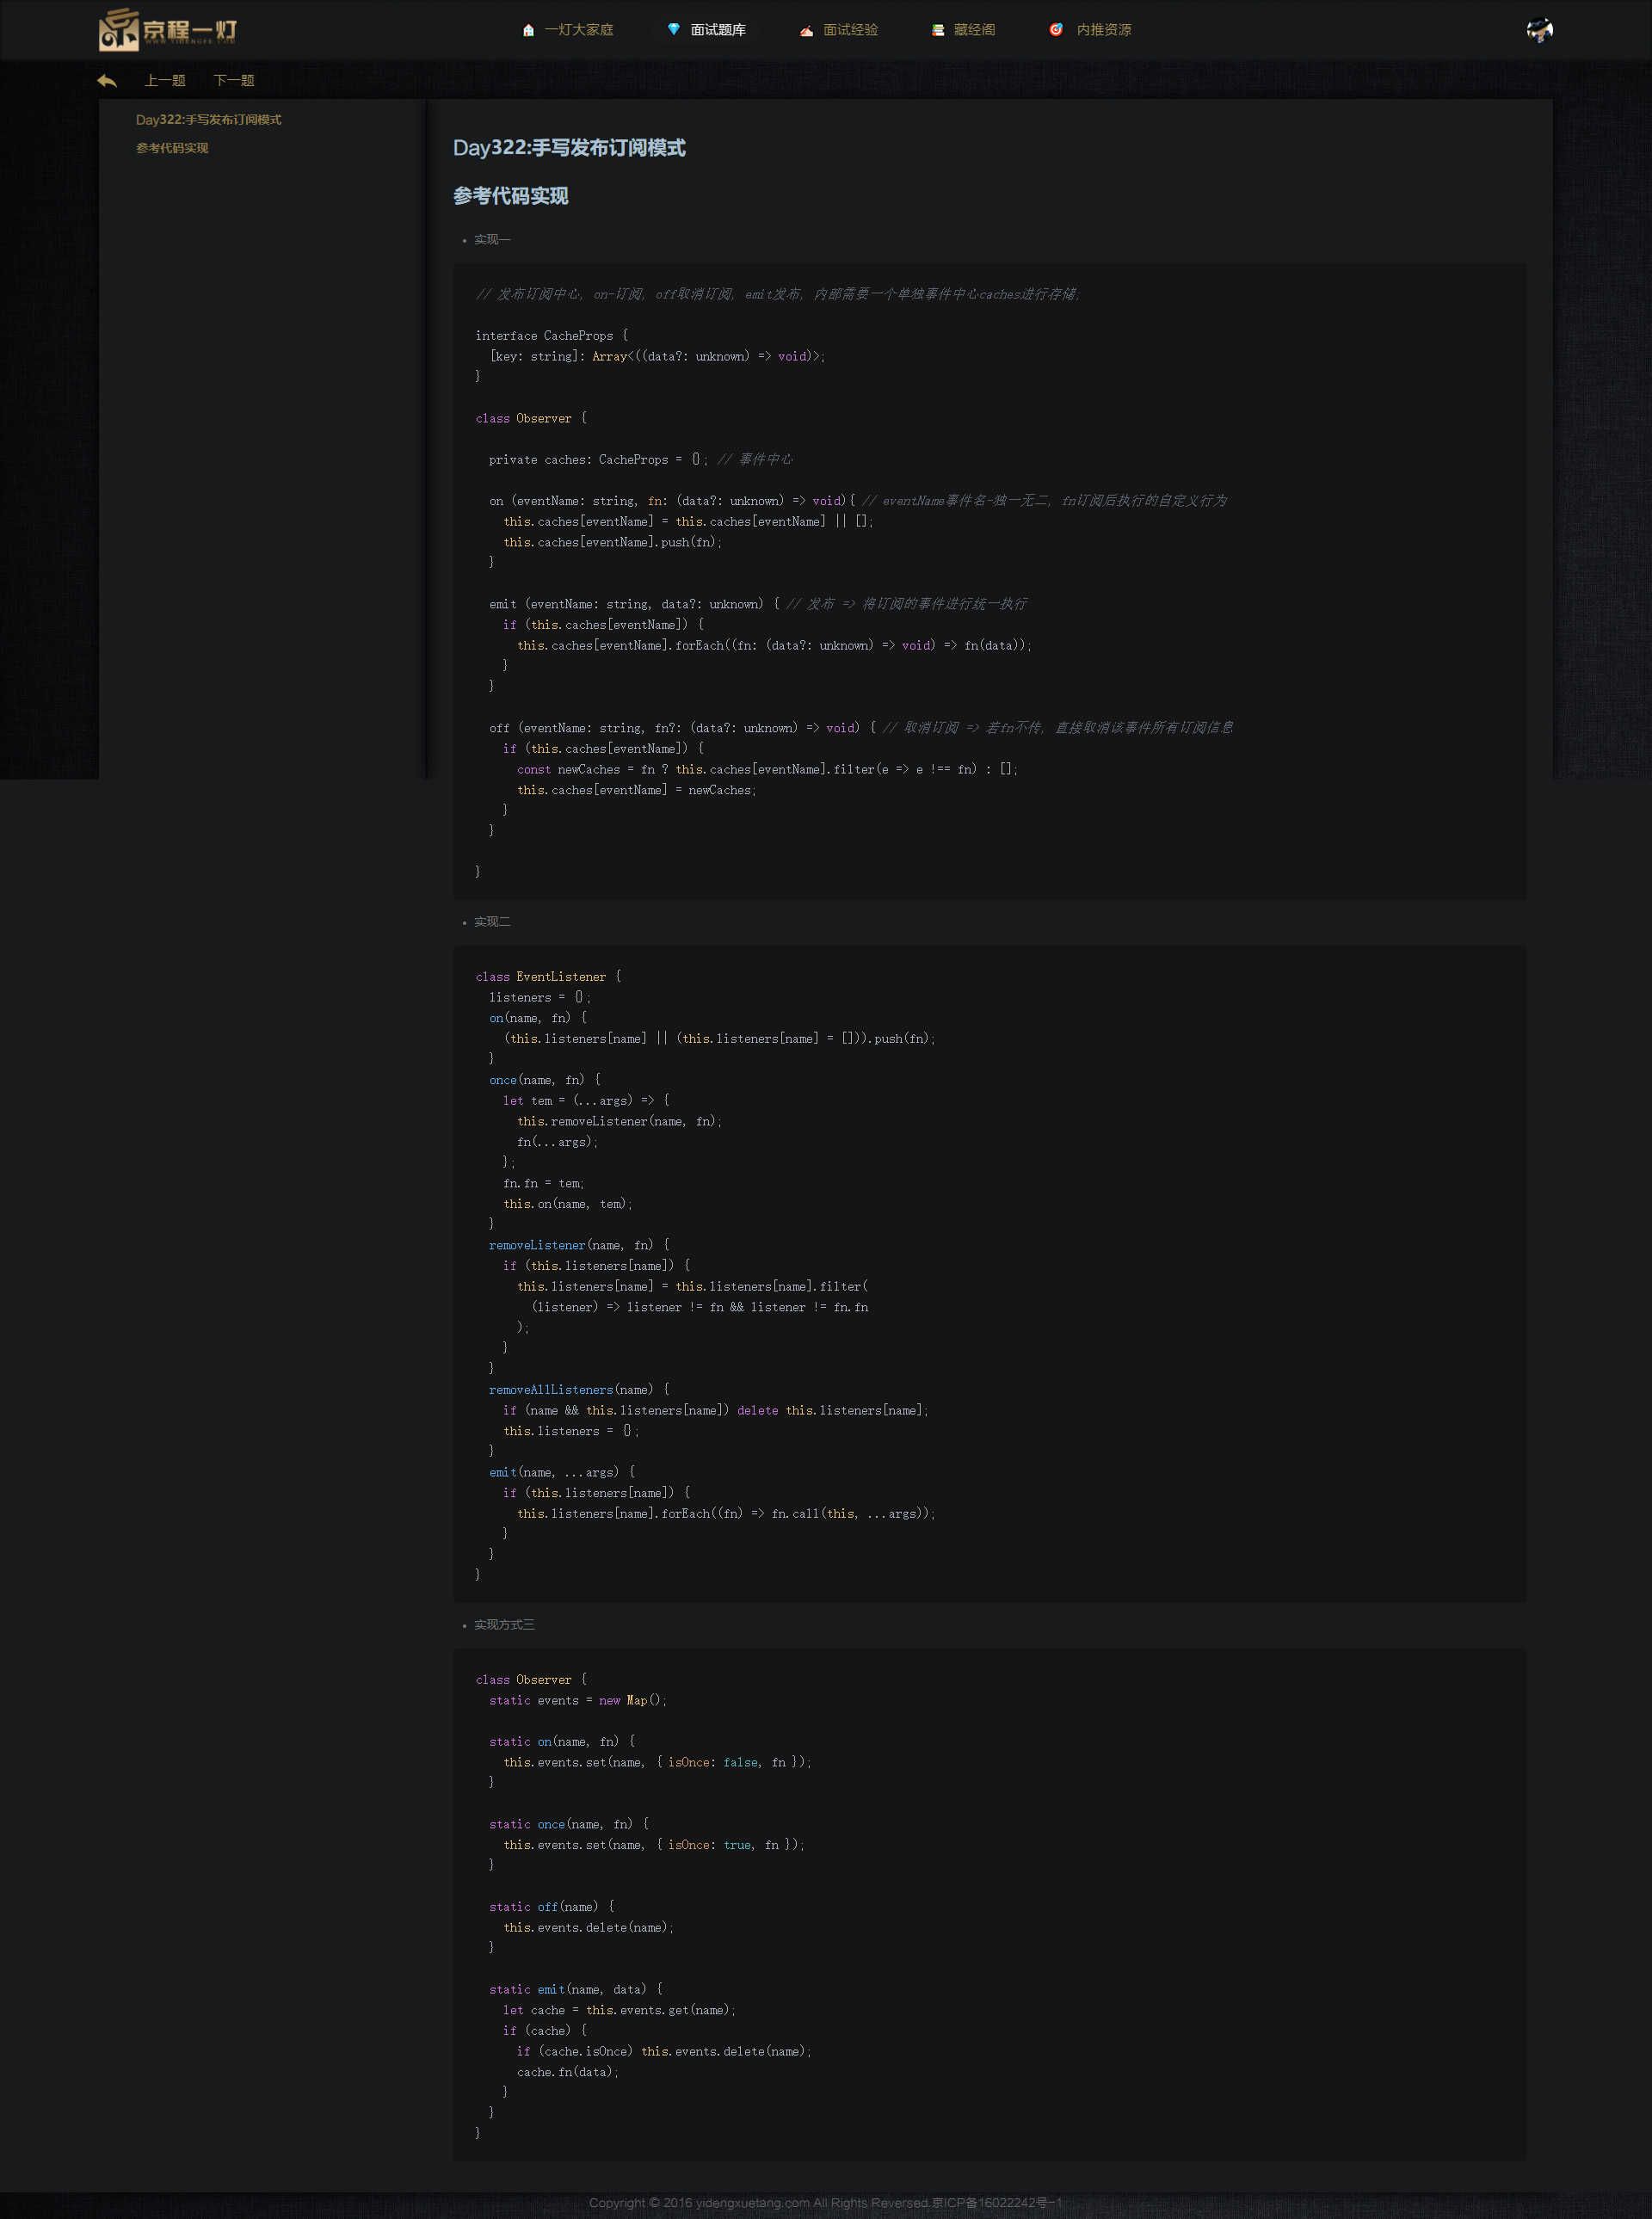 京程一灯
WWW.YIDENGFE.COM
一灯大家庭
面试题库
面试经验
藏经阁
内推资源
上一题
下一题
Day322:手写发布订阅模式
参考代码实现
Day322:手写发布订阅模式
参考代码实现
• 实现一
// 发布订阅中心, on-订阅, off取消订阅, emit发布, 内部需要一个单独事件中心caches进行存储;
interface CacheProps {
  [key: string]: Array<((data?: unknown) => void)>;
}
class Observer {
  private caches: CacheProps = {}; // 事件中心
  on (eventName: string, fn: (data?: unknown) => void){ // eventName事件名-独一无二, fn订阅后执行的自定义行为
    this.caches[eventName] = this.caches[eventName] || [];
    this.caches[eventName].push(fn);
  }
  emit (eventName: string, data?: unknown) { // 发布 => 将订阅的事件进行统一执行
    if (this.caches[eventName]) {
      this.caches[eventName].forEach((fn: (data?: unknown) => void) => fn(data));
    }
  }
  off (eventName: string, fn?: (data?: unknown) => void) { // 取消订阅 => 若fn不传, 直接取消该事件所有订阅信息
    if (this.caches[eventName]) {
      const newCaches = fn ? this.caches[eventName].filter(e => e !== fn) : [];
      this.caches[eventName] = newCaches;
    }
  }
}
• 实现二
class EventListener {
  listeners = {};
  on(name, fn) {
    (this.listeners[name] || (this.listeners[name] = [])).push(fn);
  }
  once(name, fn) {
    let tem = (...args) => {
      this.removeListener(name, fn);
      fn(...args);
    };
    fn.fn = tem;
    this.on(name, tem);
  }
  removeListener(name, fn) {
    if (this.listeners[name]) {
      this.listeners[name] = this.listeners[name].filter(
        (listener) => listener != fn && listener != fn.fn
      );
    }
  }
  removeAllListeners(name) {
    if (name && this.listeners[name]) delete this.listeners[name];
    this.listeners = {};
  }
  emit(name, ...args) {
    if (this.listeners[name]) {
      this.listeners[name].forEach((fn) => fn.call(this, ...args));
    }
  }
}
• 实现方式三
class Observer {
  static events = new Map();
  static on(name, fn) {
    this.events.set(name, { isOnce: false, fn });
  }
  static once(name, fn) {
    this.events.set(name, { isOnce: true, fn });
  }
  static off(name) {
    this.events.delete(name);
  }
  static emit(name, data) {
    let cache = this.events.get(name);
    if (cache) {
      if (cache.isOnce) this.events.delete(name);
      cache.fn(data);
    }
  }
}
Copyright © 2016 yidengxuetang.com All Rights Reversed.京ICP备16022242号-1